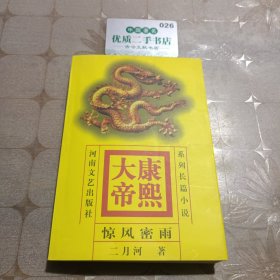 026
优质二手书店
系列长篇小说
康熙
大帝
河南文艺出版社
惊风密雨
二月河 著